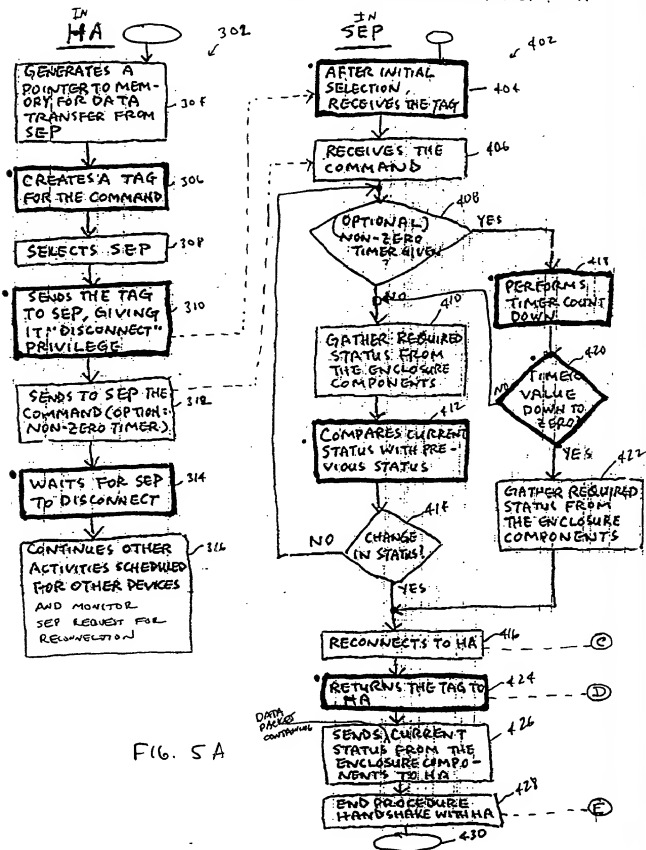 IN
HA
302
GENERATES A
POINTER TO MEM-
ORY FOR DATA
TRANSFER FROM
SEP
304
CREATES A TAG
FOR THE COMMAND
306
SELECTS SEP
308
SENDS THE TAG
TO SEP, GIVING
IT "DISCONNECT"
PRIVILEGE
310
SENDS TO SEP THE
COMMAND (OPTION:
NON-ZERO TIMER)
312
WAITS FOR SEP
TO DISCONNECT
314
CONTINUES OTHER
ACTIVITIES SCHEDULED
FOR OTHER DEVICES
AND MONITOR
SEP REQUEST FOR
RECONNECTION
316
FIG. 5A
IN
SEP
402
AFTER INITIAL
SELECTION,
RECEIVES THE TAG
404
RECEIVES THE
COMMAND
406
(OPTIONAL)
NON-ZERO
TIMER GIVEN
?
408
YES
410
GATHER REQUIRED
STATUS FROM
THE ENCLOSURE
COMPONENTS
410
COMPARES CURRENT
STATUS WITH PRE-
VIOUS STATUS
412
CHANGE
IN STATUS?
414
NO
YES
PERFORMS
TIMER COUNT
DOWN
418
TIMER
VALUE
DOWN TO
ZERO?
420
NO
YES
GATHER REQUIRED
STATUS FROM
THE ENCLOSURE
COMPONENTS
422
RECONNECTS TO HA
416
C
RETURNS THE TAG TO
HA
424
D
DATA
PACKET
CONTAINING
SENDS CURRENT
STATUS FROM THE
ENCLOSURE COMPO-
NENTS TO HA
426
END PROCEDURE
HANDSHAKE WITH HA
428
E
430